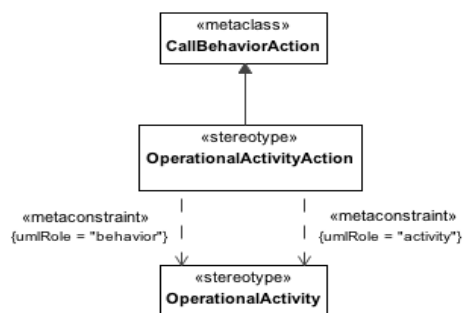 «metaclass»
CallBehaviorAction
«stereotype»
OperationalActivityAction
«metaconstraint»
{umlRole = "behavior"}
«metaconstraint»
{umlRole = "activity"}
«stereotype»
OperationalActivity